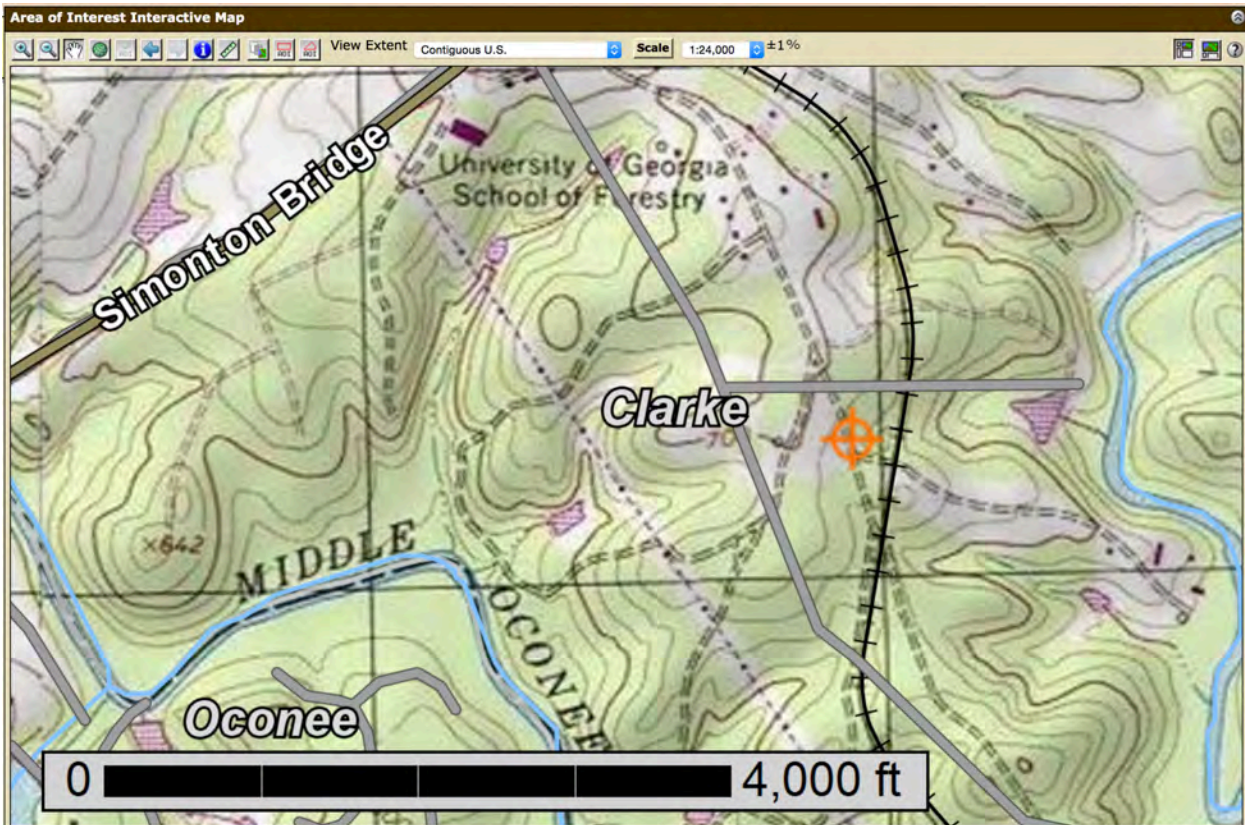 Area of Interest Interactive Map
View Extent Contiguous U.S. Scale 1:24,000 ±1%
Simonton Bridge
University of Georgia
School of Forestry
Clarke
×642
MIDDLE
OCONEE
Oconee
0 4,000 ft